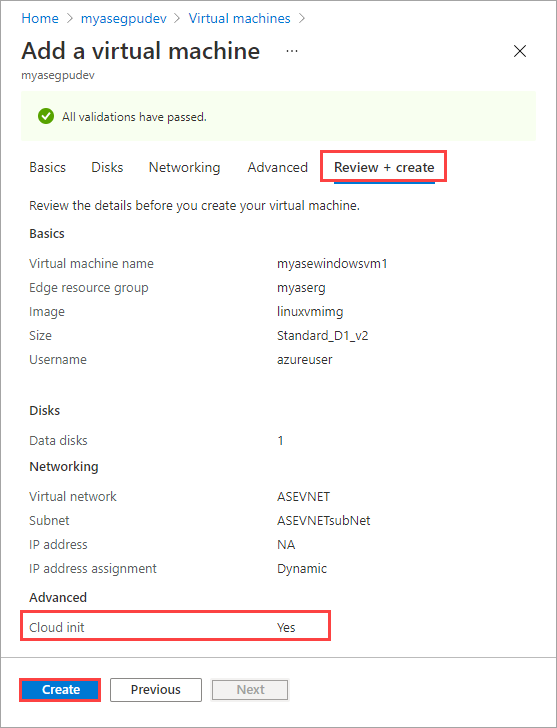 Home > myasegpudev > Virtual machines >
Add a virtual machine ...
myasegpudev
All validations have passed.
Basics Disks Networking Advanced Review + create
Review the details before you create your virtual machine.
Basics
Virtual machine name myasewindowsvm1
Edge resource group myaserg
Image linuxvmimg
Size Standard_D1_v2
Username azureuser
Disks
Data disks 1
Networking
Virtual network ASEVNET
Subnet ASEVNETsubNet
IP address NA
IP address assignment Dynamic
Advanced
Cloud init Yes
Create Previous Next